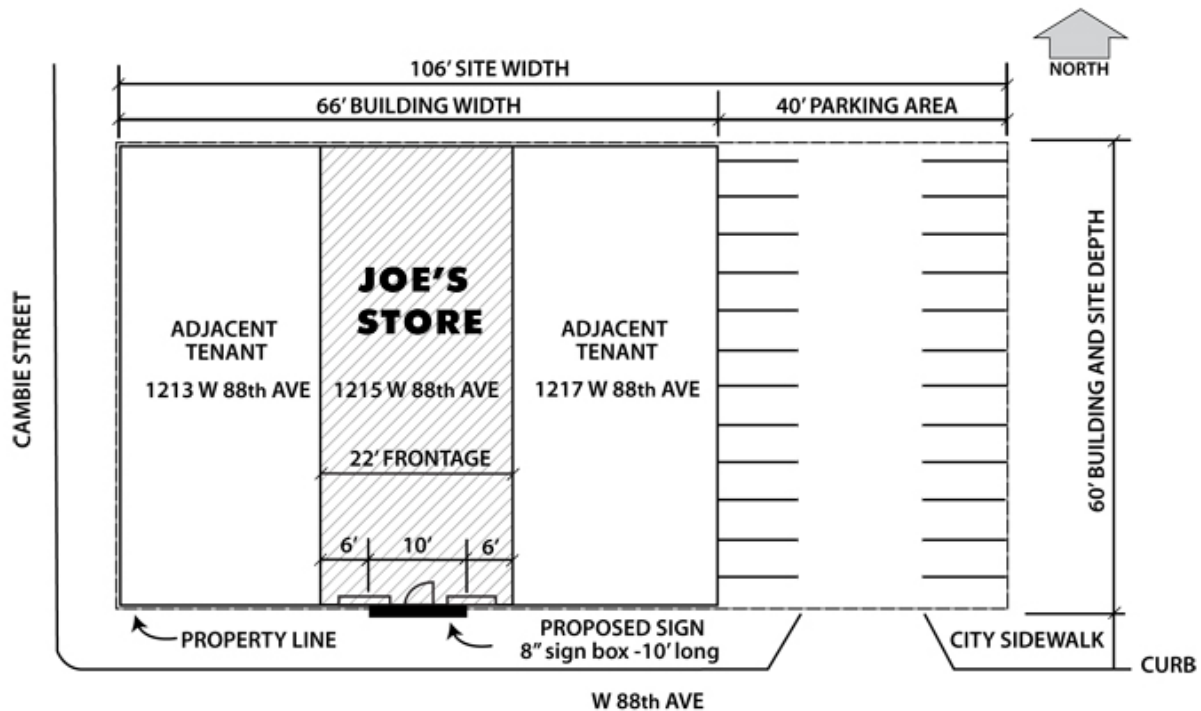 NORTH
106' SITE WIDTH
66' BUILDING WIDTH
40' PARKING AREA
CAMBIE STREET
JOE'S
STORE
ADJACENT
TENANT
1213 W 88th AVE
1215 W 88th AVE
ADJACENT
TENANT
1217 W 88th AVE
60' BUILDING AND SITE DEPTH
22' FRONTAGE
6'
10'
6'
PROPERTY LINE
PROPOSED SIGN
8" sign box -10' long
CITY SIDEWALK
CURB
W 88th AVE